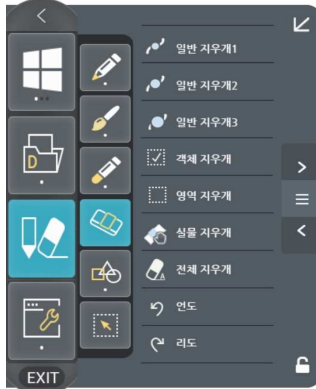 일반 지우개1
일반 지우개2
일반 지우개3
D
객체 지우개
영역 지우개
실물 지우개
A
전체 지우개
언도
리도
EXIT